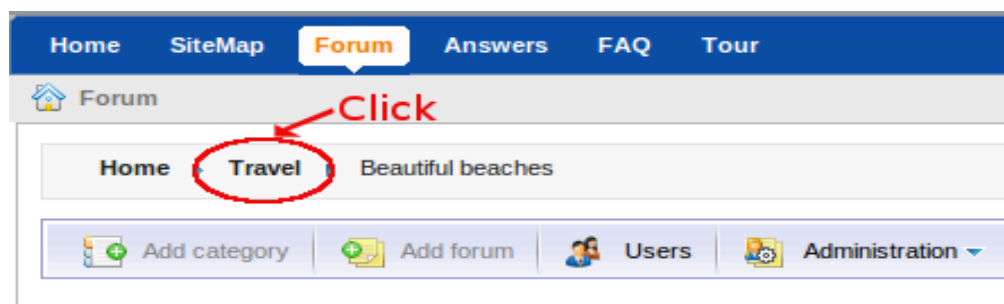 Home SiteMap Forum Answers FAQ Tour
Forum
Click
Home Travel Beautiful beaches
Add category Add forum Users Administration